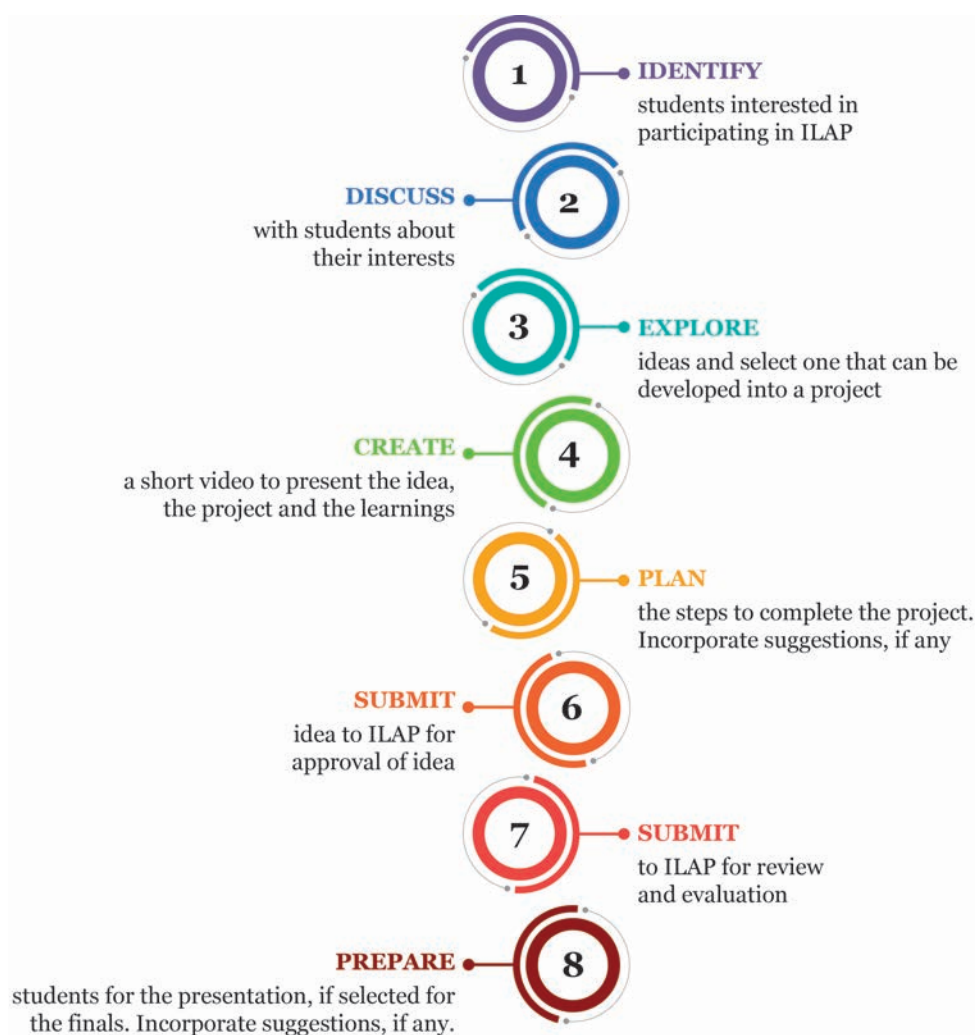 1
IDENTIFY
students interested in
participating in ILAP
2
DISCUSS
with students about
their interests
3
EXPLORE
ideas and select one that can be
developed into a project
4
CREATE
a short video to present the idea,
the project and the learnings
5
PLAN
the steps to complete the project.
Incorporate suggestions, if any
6
SUBMIT
idea to ILAP for
approval of idea
7
SUBMIT
to ILAP for review
and evaluation
8
PREPARE
students for the presentation, if selected for
the finals. Incorporate suggestions, if any.